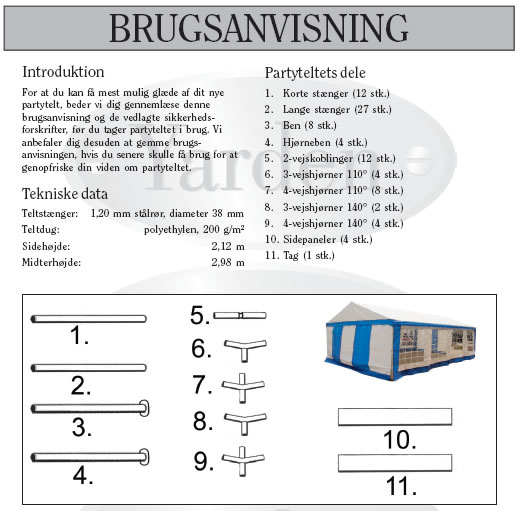 BRUGSANVISNING
Introduktion
For at du kan få mest mulig glæde af dit nye
partytelt, beder vi dig gennemlæse denne
brugsanvisning og de vedlagte sikkerheds-
forskrifter, før du tager partyteltet i brug. Vi
anbefaler dig desuden at gemme brugs-
anvisningen, hvis du senere skulle få brug for at
genopfriske din viden om partyteltet.
Tekniske data
Teltstænger: 1,20 mm stålrør, diameter 38 mm
Teltdug: polyethylen, 200 g/m²
Sidehøjde: 2,12 m
Midterhøjde: 2,98 m
Partyteltets dele
1. Korte stænger (12 stk.)
2. Lange stænger (27 stk.)
3. Ben (8 stk.)
4. Hjørneben (4 stk.)
5. 2-vejskoblinger (12 stk.)
6. 3-vejshjørner 110° (4 stk.)
7. 4-vejshjørner 110° (8 stk.)
8. 3-vejshjørner 140° (2 stk.)
9. 4-vejshjørner 140° (4 stk.)
10. Sidepaneler (4 stk.)
11. Tag (1 stk.)
Yarden
1.
2.
3.
4.
5.
6.
7.
8.
9.
10.
11.